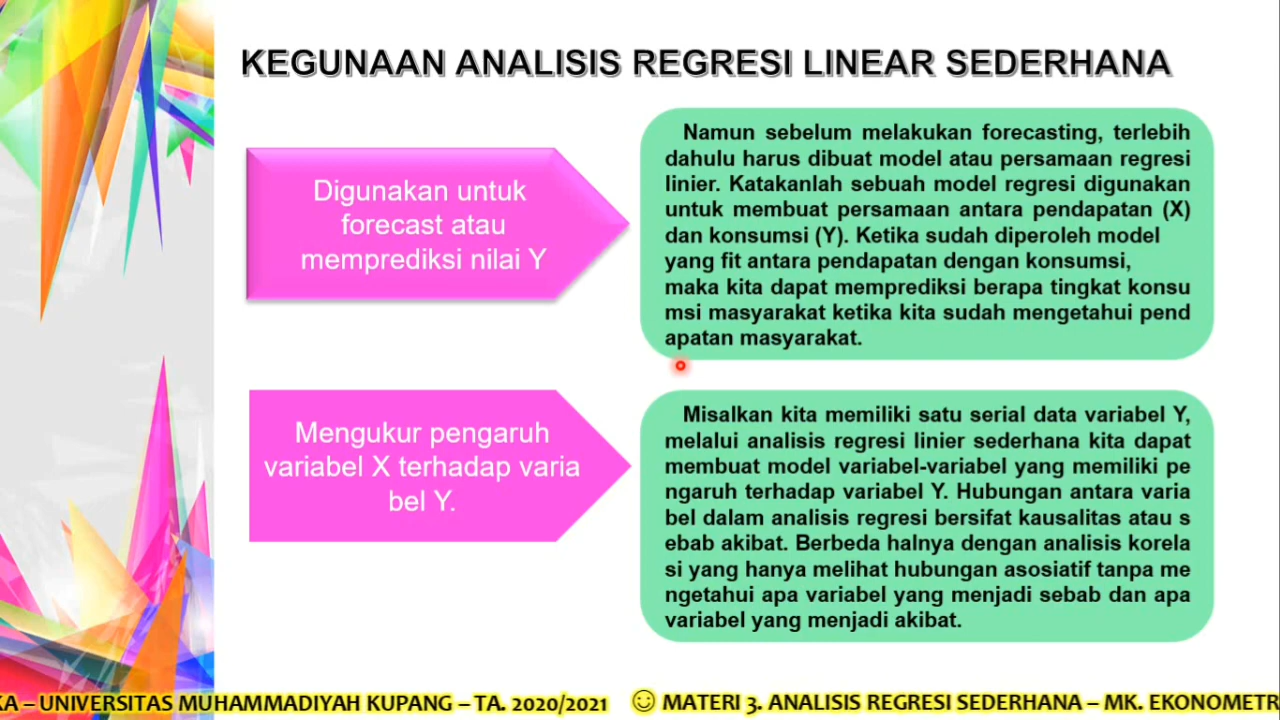 KEGUNAAN ANALISIS REGRESI LINEAR SEDERHANA
Digunakan untuk
forecast atau
memprediksi nilai Y
Namun sebelum melakukan forecasting, terlebih
dahulu harus dibuat model atau persamaan regresi
linier. Katakanlah sebuah model regresi digunakan
untuk membuat persamaan antara pendapatan (X)
dan konsumsi (Y). Ketika sudah diperoleh model
yang fit antara pendapatan dengan konsumsi,
maka kita dapat memprediksi berapa tingkat konsu
msi masyarakat ketika kita sudah mengetahui pend
apatan masyarakat.
Mengukur pengaruh
variabel X terhadap varia
bel Y.
Misalkan kita memiliki satu serial data variabel Y,
melalui analisis regresi linier sederhana kita dapat
membuat model variabel-variabel yang memiliki pe
ngaruh terhadap variabel Y. Hubungan antara varia
bel dalam analisis regresi bersifat kausalitas atau s
ebab akibat. Berbeda halnya dengan analisis korela
si yang hanya melihat hubungan asosiatif tanpa me
ngetahui apa variabel yang menjadi sebab dan apa
variabel yang menjadi akibat.
KA – UNIVERSITAS MUHAMMADIYAH KUPANG – TA. 2020/2021 ☺ MATERI 3. ANALISIS REGRESI SEDERHANA – MK. EKONOMETR